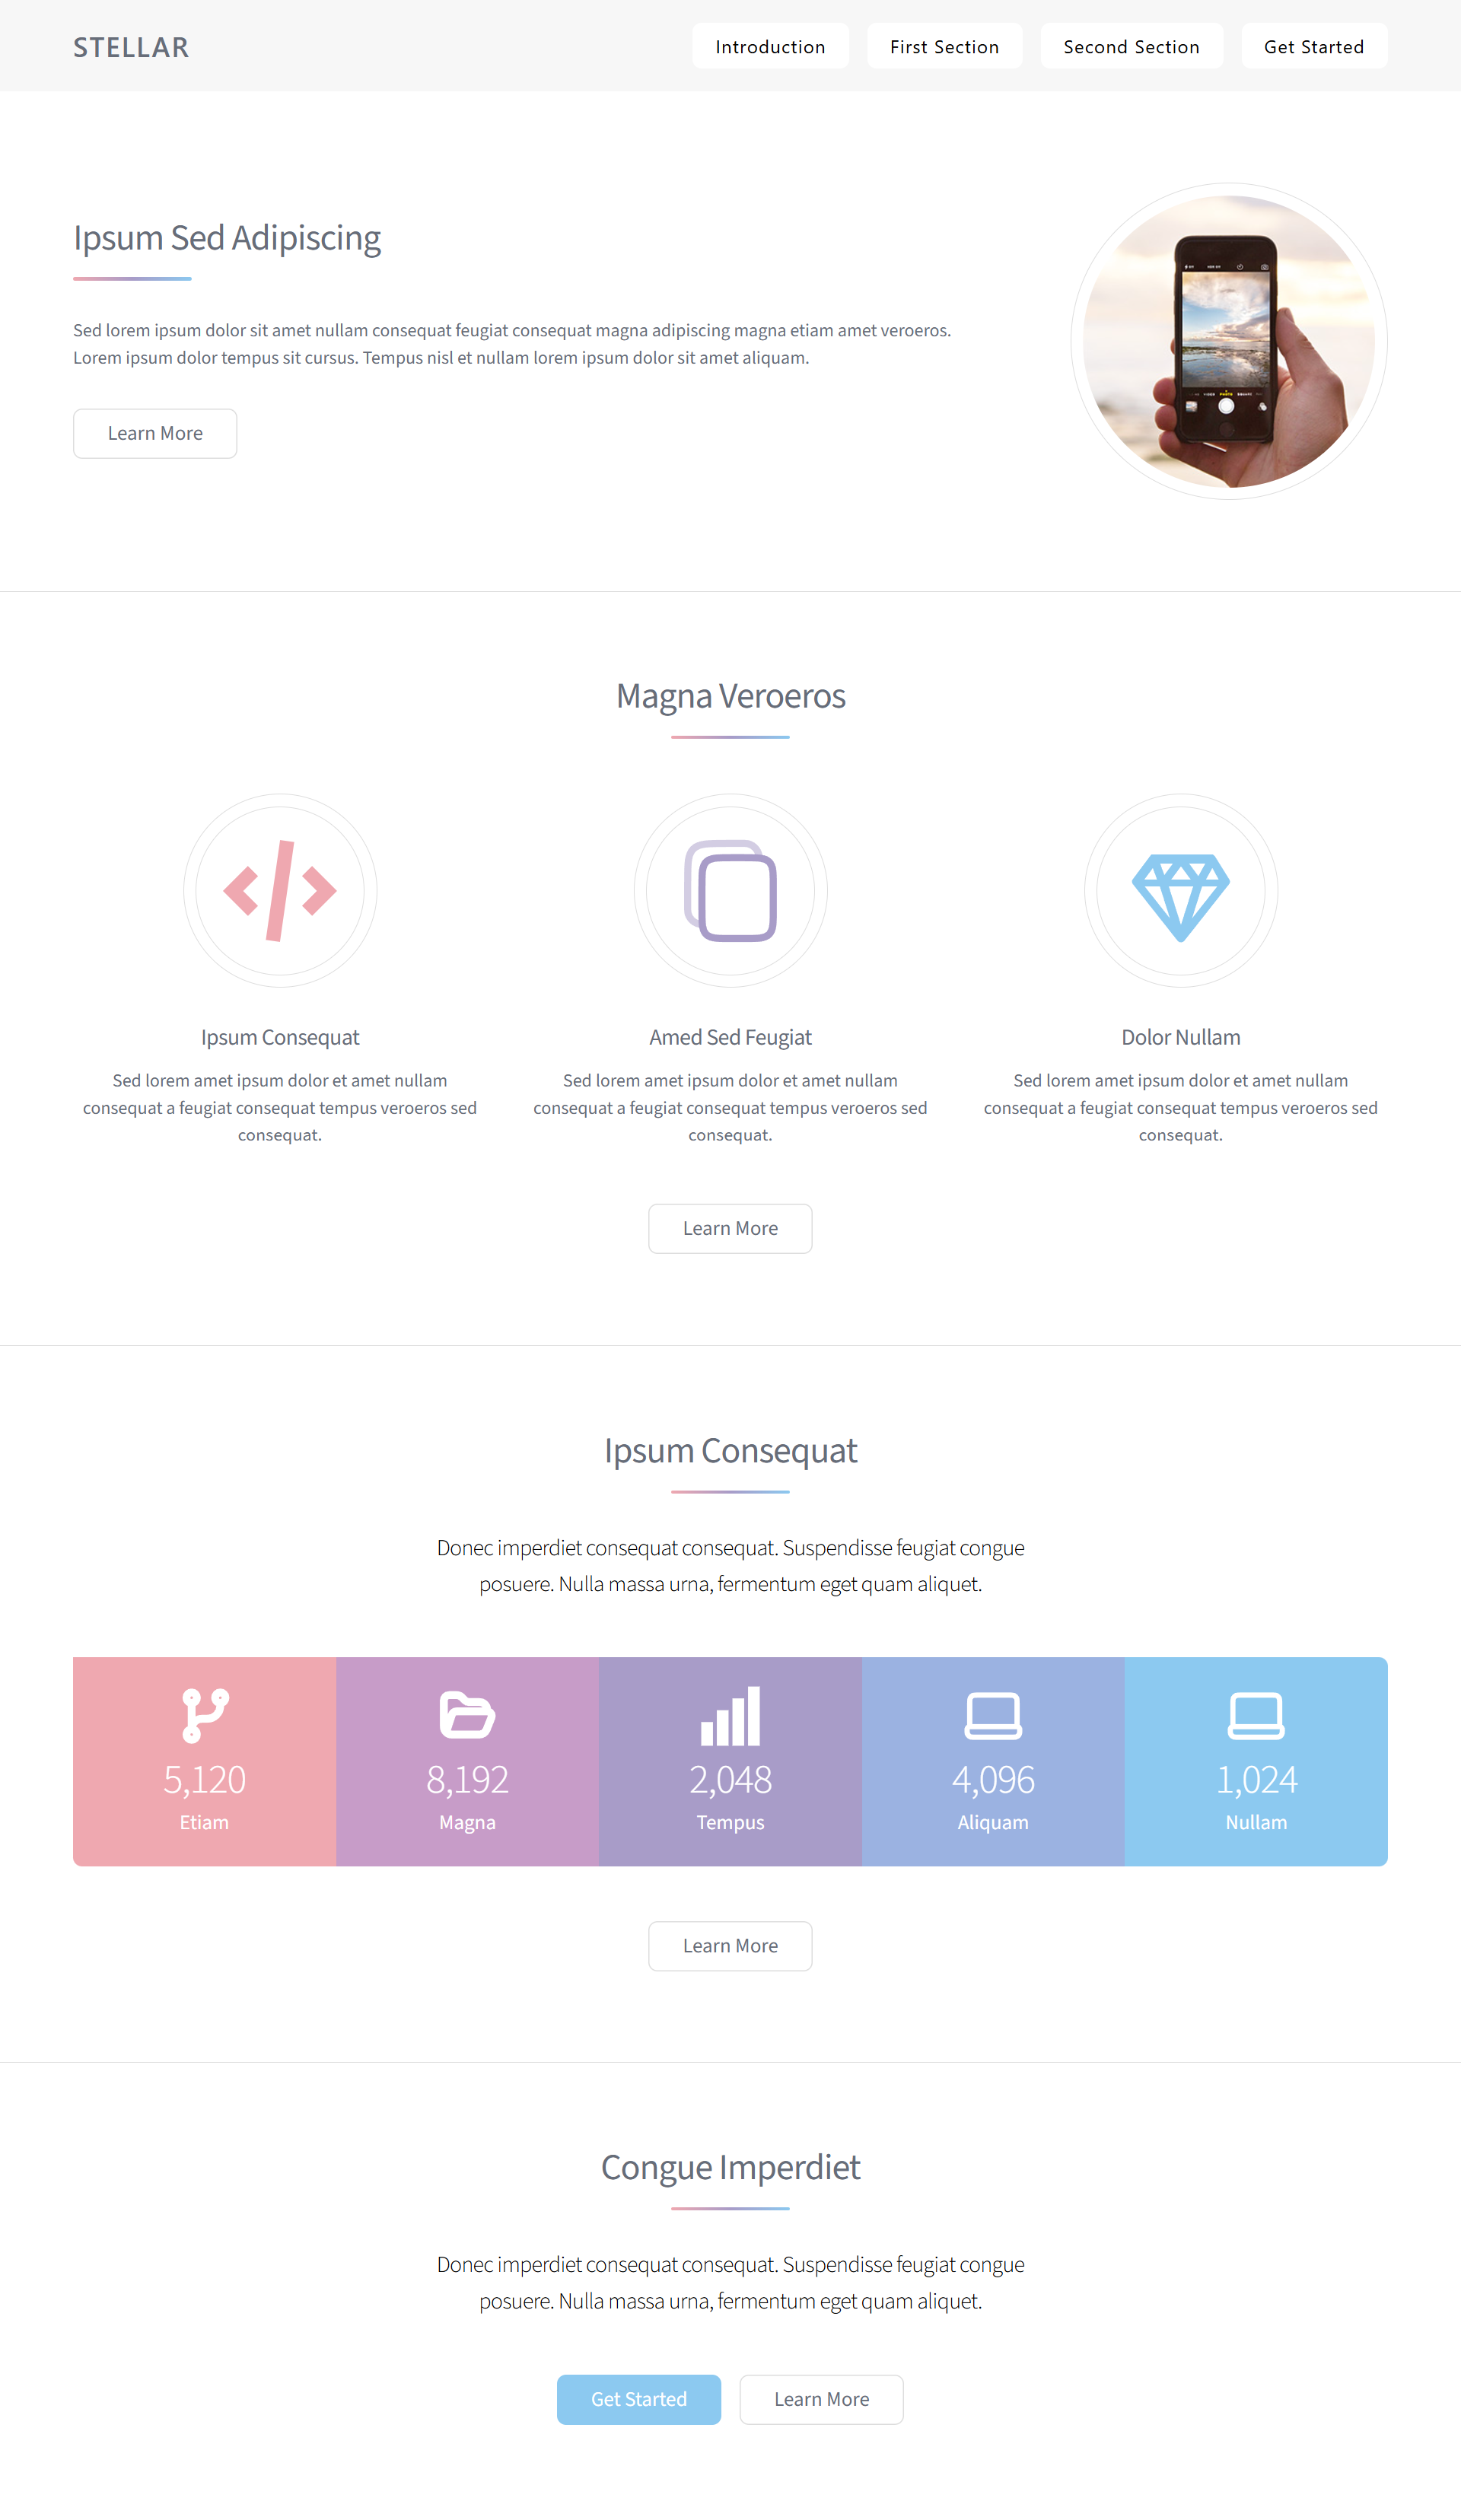 STELLAR
Introduction
First Section
Second Section
Get Started
Ipsum Sed Adipiscing
Sed lorem ipsum dolor sit amet nullam consequat feugiat consequat magna adipiscing magna etiam amet veroeros.
Lorem ipsum dolor tempus sit cursus. Tempus nisl et nullam lorem ipsum dolor sit amet aliquam.
Learn More
Magna Veroeros
Ipsum Consequat
Sed lorem amet ipsum dolor et amet nullam
consequat a feugiat consequat tempus veroeros sed
consequat.
Amed Sed Feugiat
Sed lorem amet ipsum dolor et amet nullam
consequat a feugiat consequat tempus veroeros sed
consequat.
Dolor Nullam
Sed lorem amet ipsum dolor et amet nullam
consequat a feugiat consequat tempus veroeros sed
consequat.
Learn More
Ipsum Consequat
Donec imperdiet consequat consequat. Suspendisse feugiat congue
posuere. Nulla massa urna, fermentum eget quam aliquet.
5,120
Etiam
8,192
Magna
2,048
Tempus
4,096
Aliquam
1,024
Nullam
Learn More
Congue Imperdiet
Donec imperdiet consequat consequat. Suspendisse feugiat congue
posuere. Nulla massa urna, fermentum eget quam aliquet.
Get Started
Learn More